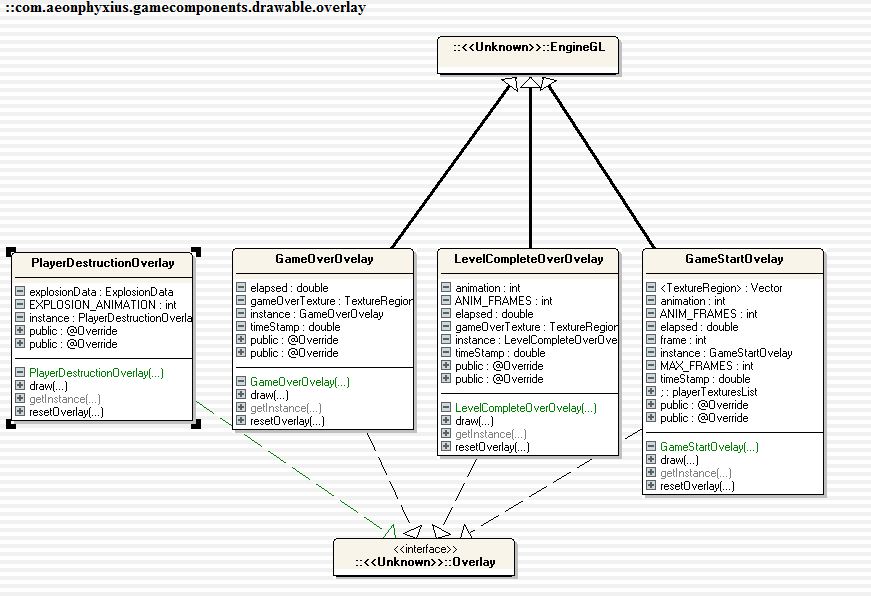 ::com.aeonphyxius.gamecomponents.drawable.overlay
::<<Unknown>>::EngineGL
PlayerDestructionOverlay
explosionData : ExplosionData
EXPLOSION_ANIMATION : int
instance : PlayerDestructionOverla
public : @Override
public : @Override
PlayerDestructionOverlay(...)
draw(...)
getInstance(...)
resetOverlay(...)
GameOverOvelay
elapsed : double
gameOverTexture : TextureRegion
instance : GameOverOvelay
timeStamp : double
public : @Override
public : @Override
GameOverOvelay(...)
draw(...)
getInstance(...)
resetOverlay(...)
LevelCompleteOverOvelay
animation : int
ANIM_FRAMES : int
elapsed : double
gameOverTexture : TextureRegion
instance : LevelCompleteOverOve
timeStamp : double
public : @Override
public : @Override
LevelCompleteOverOvelay(...)
draw(...)
getInstance(...)
resetOverlay(...)
GameStartOvelay
<TextureRegion> : Vector
animation : int
ANIM_FRAMES : int
elapsed : double
frame : int
instance : GameStartOvelay
MAX_FRAMES : int
timeStamp : double
; : playerTexturesList
public : @Override
public : @Override
GameStartOvelay(...)
draw(...)
getInstance(...)
resetOverlay(...)
<<interface>>
::<<Unknown>>::Overlay